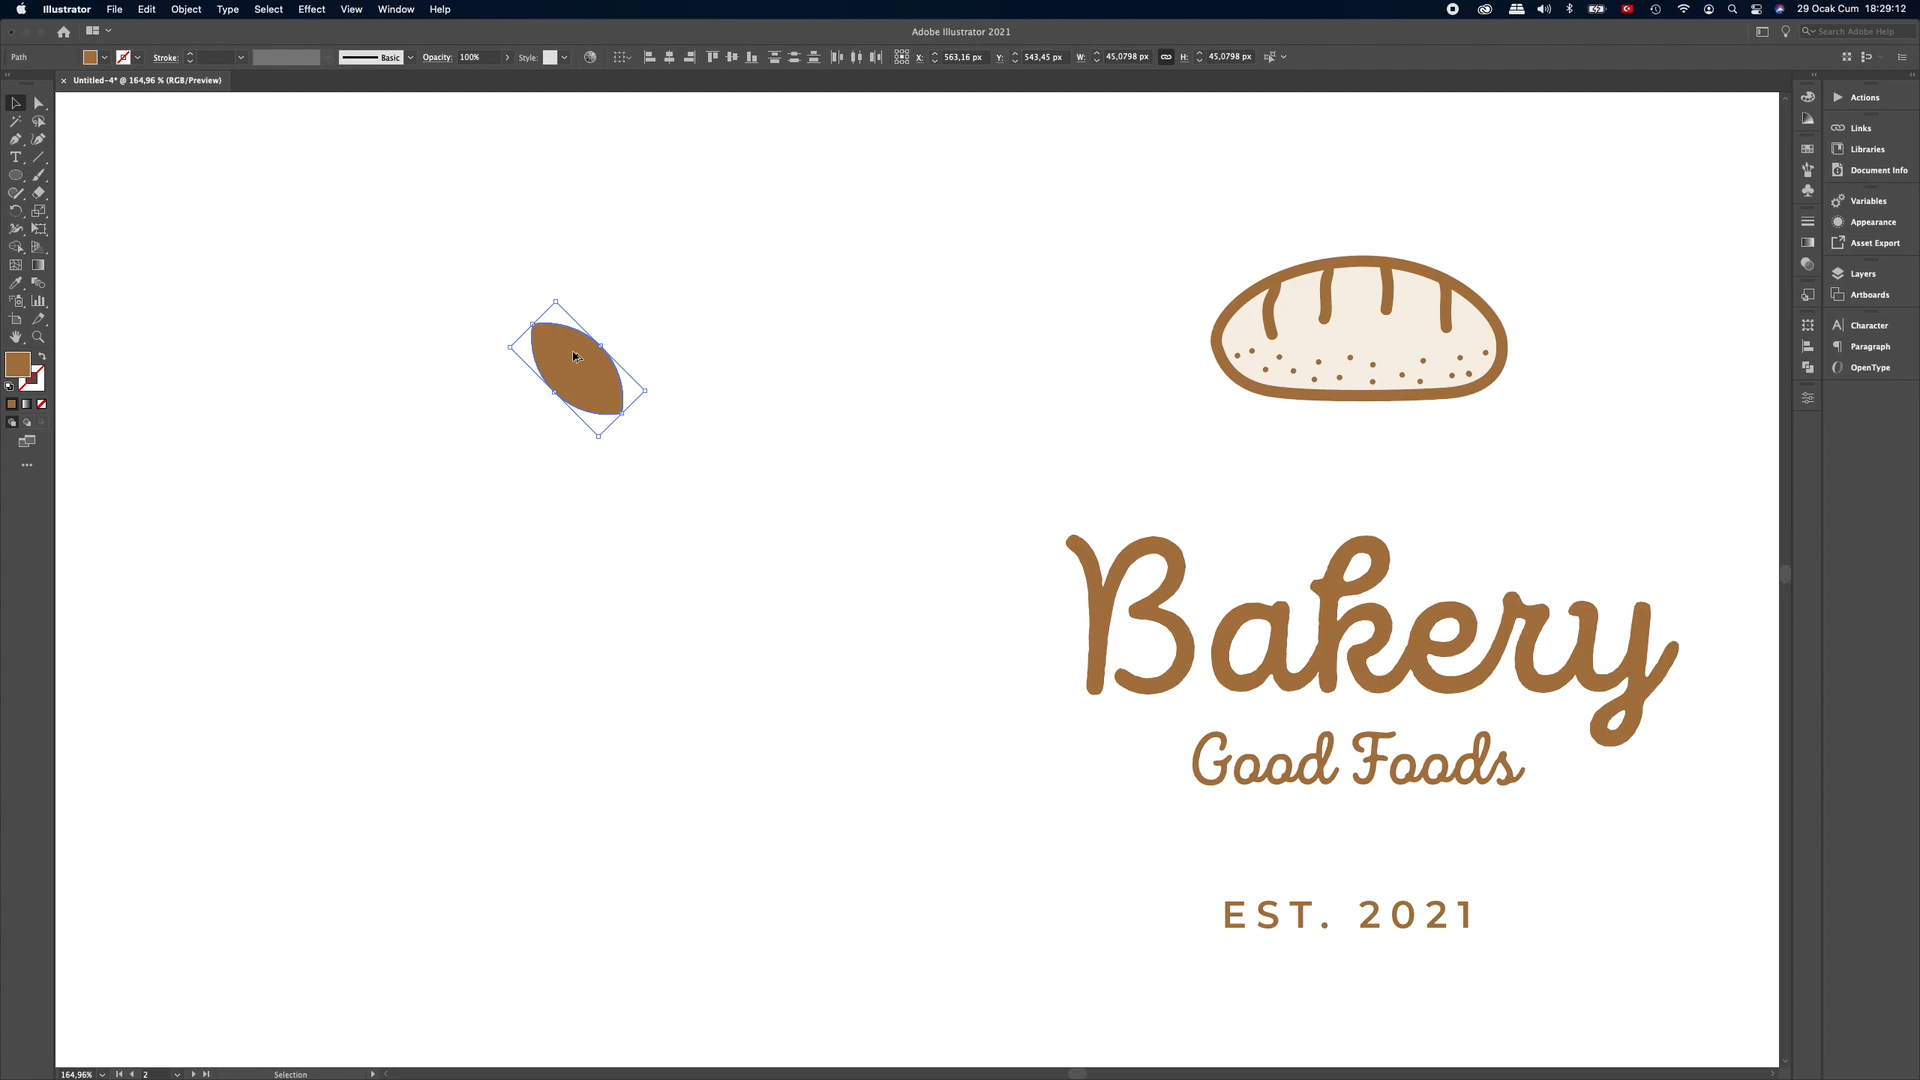 Illustrator File Edit Object Type Select Effect View Window Help
29 Ocak Cum 18:29:12
Adobe Illustrator 2021
Search Adobe Help
Path
Stroke:
Basic
Opacity: 100%
Style:
X: 563,16 px
Y: 543,45 px
W: 45,0798 px
H: 45,0798 px
× Untitled-4* @ 164,96 % (RGB/Preview)
Actions
Links
Libraries
Document Info
Variables
Appearance
Asset Export
Layers
Artboards
Character
Paragraph
OpenType
Bakery
Good Foods
EST. 2021
164,96%
2
Selection